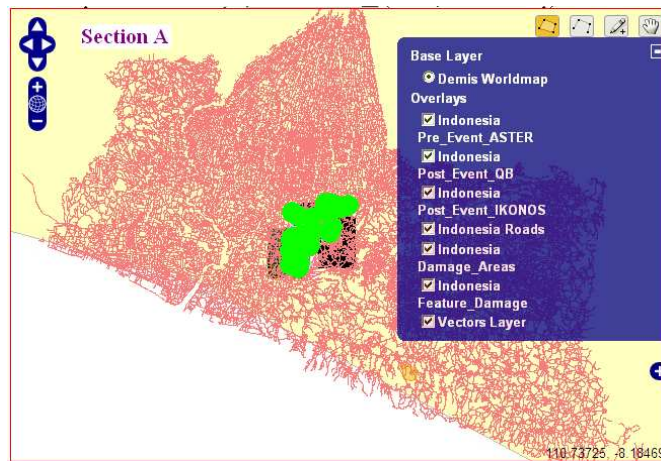 Section A
Base Layer
Demis Worldmap
Overlays
Indonesia
Pre_Event_ASTER
Indonesia
Post_Event_QB
Indonesia
Post_Event_IKONOS
Indonesia Roads
Indonesia
Damage_Areas
Indonesia
Feature_Damage
Vectors Layer
110.73725, -8.18469